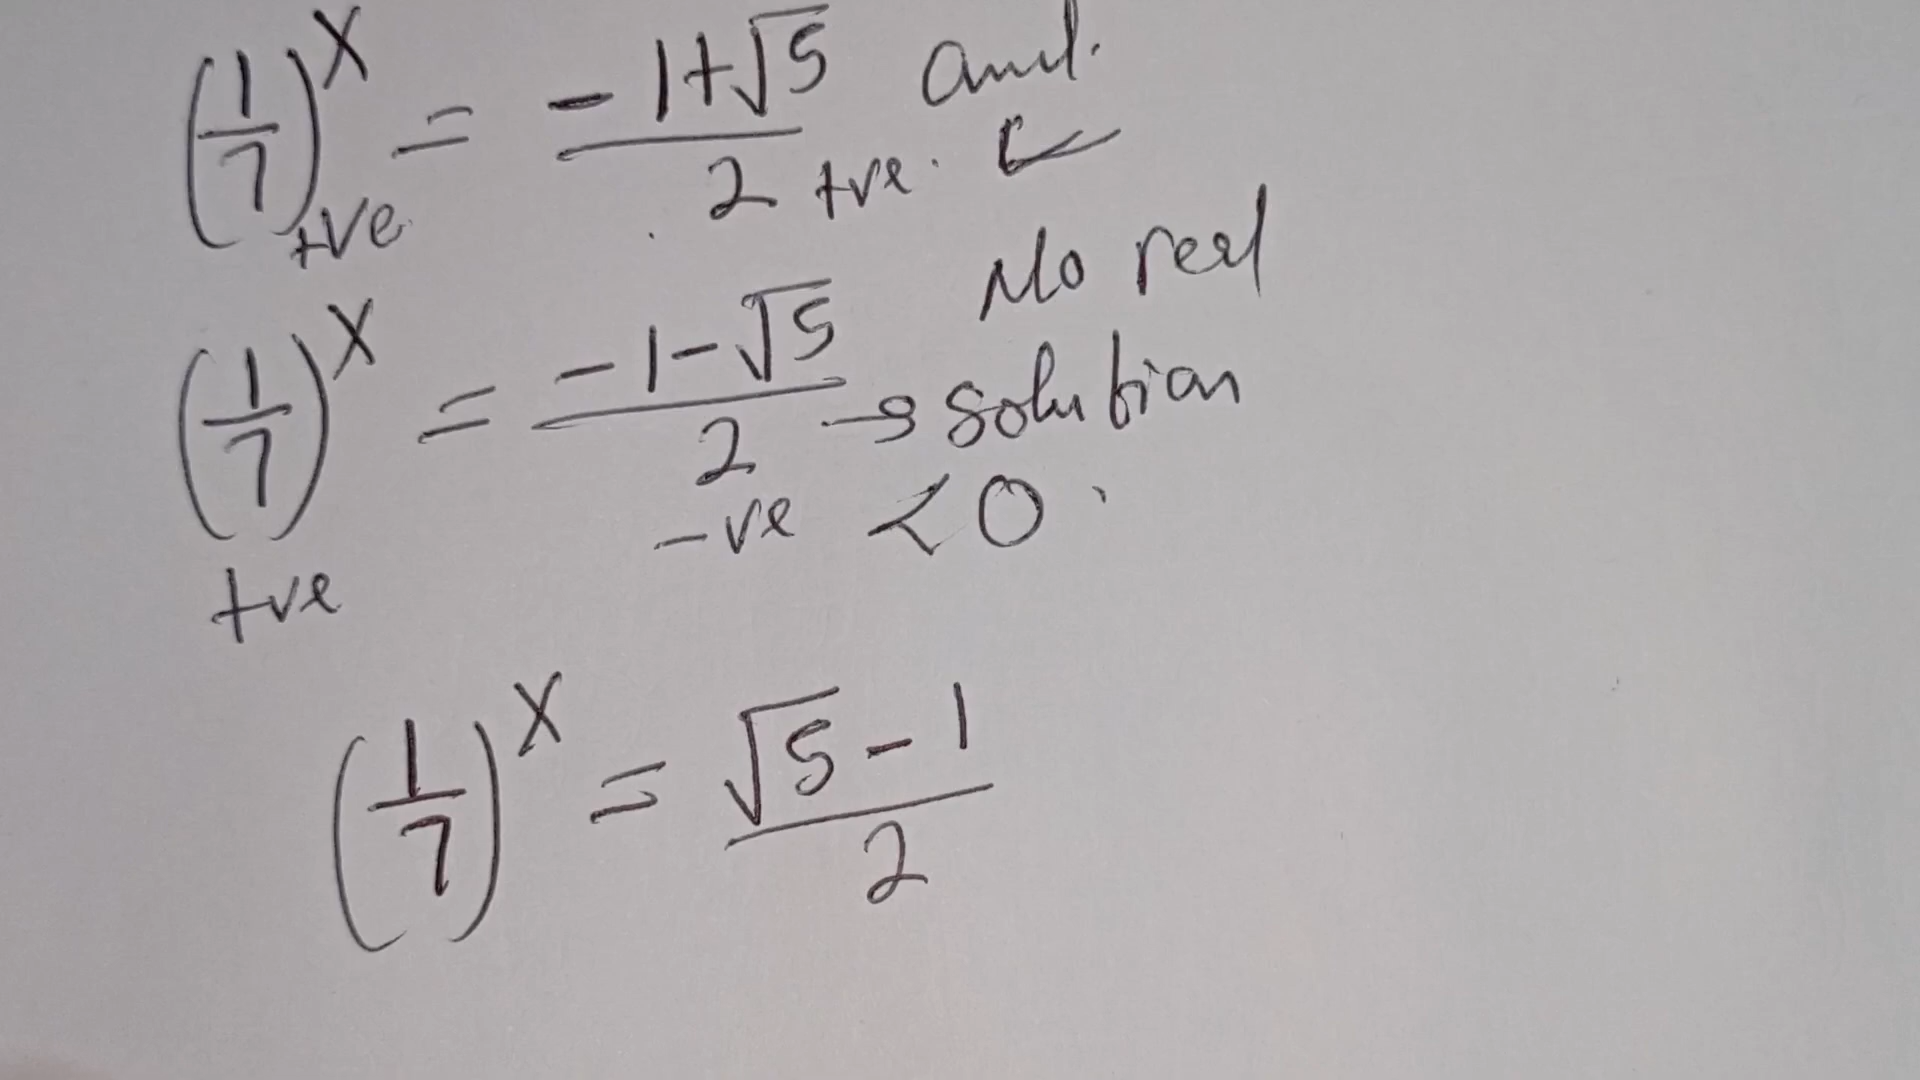 (1/7)^x = (-1+√5)/2 and.
+ve +ve. ✓
(1/7)^x = (-1-√5)/2 → No real solution
+ve -ve < 0.
(1/7)^x = (√5-1)/2